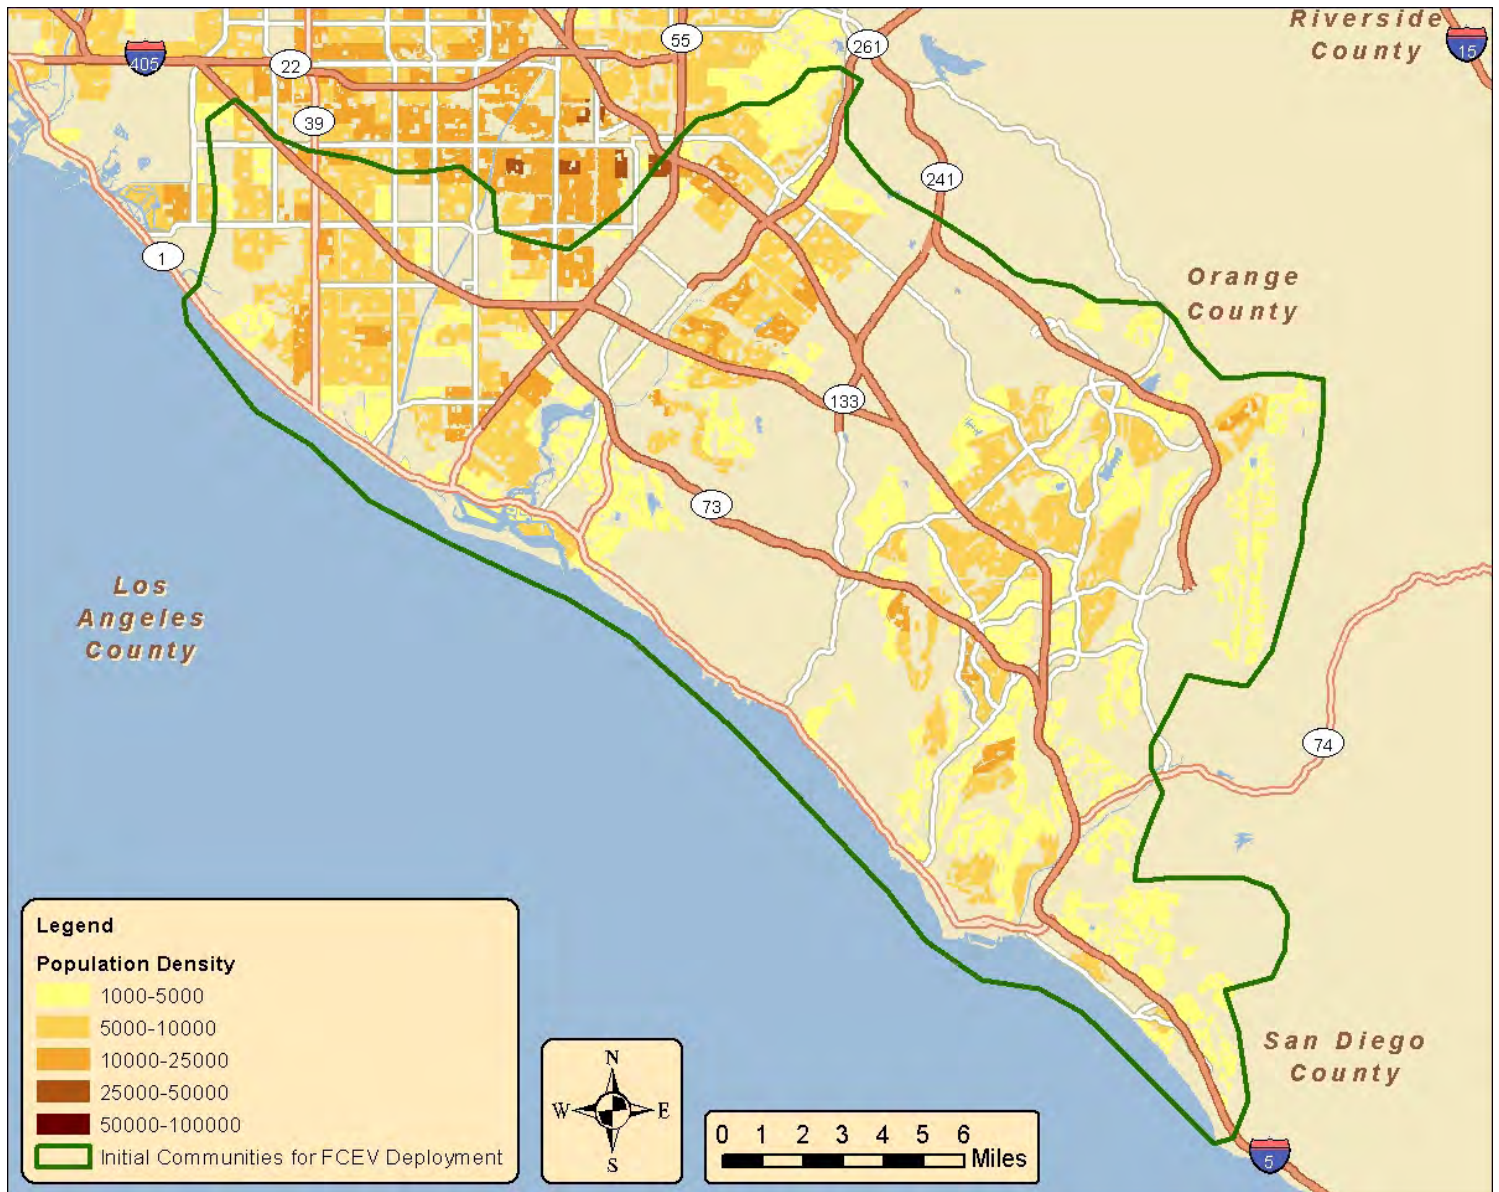 Riverside
County
15
55
261
405
22
39
241
1
Orange
County
133
73
Los
Angeles
County
74
Legend
Population Density
1000-5000
5000-10000
10000-25000
25000-50000
50000-100000
Initial Communities for FCEV Deployment
N
W E
S
0 1 2 3 4 5 6
Miles
San Diego
County
5